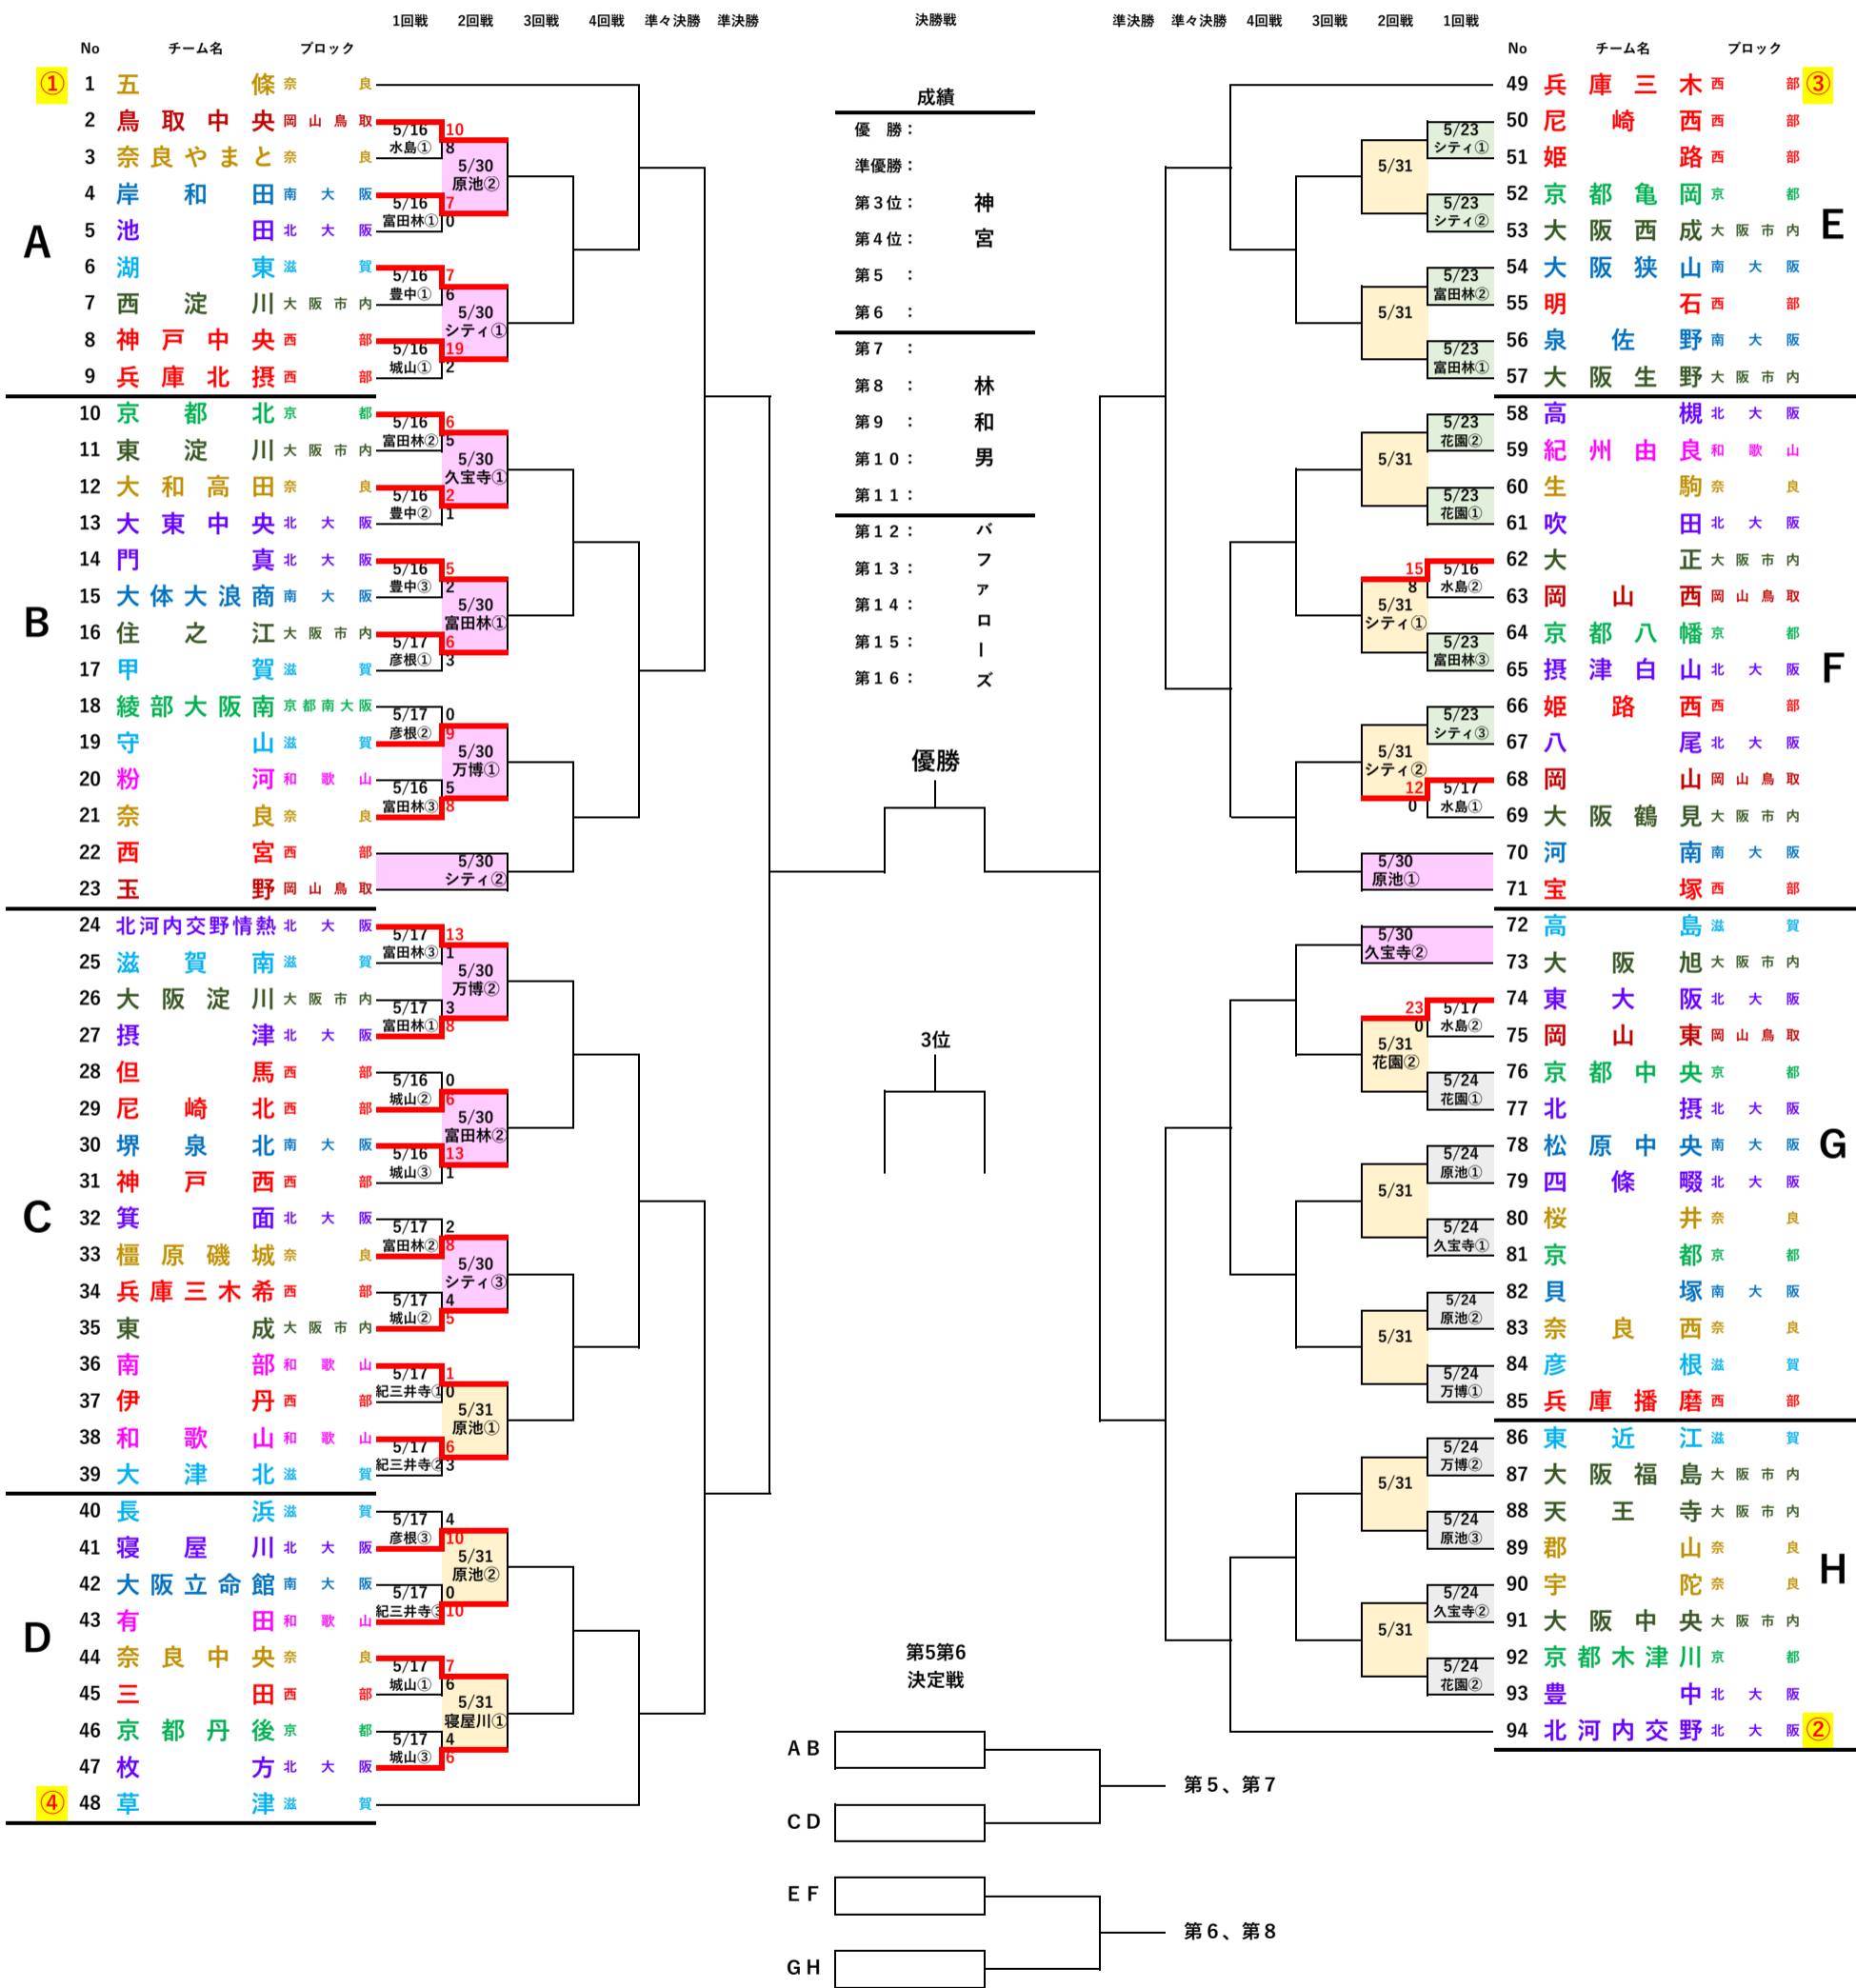 1回戦 2回戦 3回戦 4回戦 準々決勝 準決勝 決勝戦 準決勝 準々決勝 4回戦 3回戦 2回戦 1回戦
No チーム名 ブロック
① 1 五條 奈良
2 鳥取中央 岡山鳥取
5/16 水島① 10 8
3 奈良やまと 奈良
5/30 原池②
4 岸和田 南大阪
5/16 富田林① 7 0
5 池田 北大阪
A
6 湖東 滋賀
5/16 豊中① 7 6
7 西淀川 大阪市内
5/30 シティ①
8 神戸中央 西部
5/16 城山① 19 2
9 兵庫北摂 西部
10 京都北 京都
5/16 富田林② 6 5
11 東淀川 大阪市内
5/30 久宝寺①
12 大和高田 奈良
5/16 豊中② 2 1
13 大東中央 北大阪
14 門真 北大阪
5/16 豊中③ 5 2
15 大体大浪商 南大阪
B
5/30 富田林①
16 住之江 大阪市内
5/17 彦根① 6 3
17 甲賀 滋賀
18 綾部大阪南 京都南大阪
5/17 彦根② 0 9
19 守山 滋賀
5/30 万博①
20 粉河 和歌山
5/16 富田林③ 5 8
21 奈良 奈良
22 西宮 西部
5/30 シティ②
23 玉野 岡山鳥取
24 北河内交野情熱 北大阪
5/17 富田林③ 13 1
25 滋賀南 滋賀
5/30 万博②
26 大阪淀川 大阪市内
5/17 富田林① 3 8
27 摂津 北大阪
28 但馬 西部
5/16 城山② 0 6
29 尼崎北 西部
5/30 富田林②
30 堺泉北 南大阪
5/16 城山③ 13 1
31 神戸西 西部
C
32 箕面 北大阪
5/17 富田林② 2 8
33 橿原磯城 奈良
5/30 シティ③
34 兵庫三木希 西部
5/17 城山② 4 5
35 東成 大阪市内
36 南部 和歌山
5/17 紀三井寺① 1 0
37 伊丹 西部
5/31 原池①
38 和歌山 和歌山
5/17 紀三井寺② 6 3
39 大津北 滋賀
40 長浜 滋賀
5/17 彦根③ 4 10
41 寝屋川 北大阪
5/31 原池②
42 大阪立命館 南大阪
5/17 紀三井寺③ 0 10
43 有田 和歌山
D
44 奈良中央 奈良
5/17 城山① 7 6
45 三田 西部
5/31 寝屋川①
46 京都丹後 京都
5/17 城山③ 4 6
47 枚方 北大阪
④ 48 草津 滋賀
成績
優勝：
準優勝：
第3位： 神
第4位： 宮
第5：
第6：
第7：
第8： 林
第9： 和
第10： 男
第11：
第12： バ
第13： フ
ァ
第14： ロ
第15： ー
第16： ズ
優勝
3位
第5第6
決定戦
AB
CD
第5、第7
EF
GH
第6、第8
No チーム名 ブロック
49 兵庫三木 西部 ③
50 尼崎西 西部
5/23 シティ①
51 姫路 西部
5/31
52 京都亀岡 京都
5/23 シティ②
53 大阪西成 大阪市内
E
54 大阪狭山 南大阪
5/23 富田林②
55 明石 西部
5/31
56 泉佐野 南大阪
5/23 富田林①
57 大阪生野 大阪市内
58 高槻 北大阪
5/23 花園②
59 紀州由良 和歌山
5/31
60 生駒 奈良
5/23 花園①
61 吹田 北大阪
62 大正 大阪市内
15 8 5/16 水島②
63 岡山西 岡山鳥取
5/31 シティ①
64 京都八幡 京都
5/23 富田林③
65 摂津白山 北大阪
F
66 姫路西 西部
5/23 シティ③
67 八尾 北大阪
5/31 シティ②
68 岡山 岡山鳥取
12 0 5/17 水島①
69 大阪鶴見 大阪市内
70 河南 南大阪
5/30 原池①
71 宝塚 西部
72 高島 滋賀
5/30 久宝寺②
73 大阪旭 大阪市内
74 東大阪 北大阪
23 0 5/17 水島②
75 岡山東 岡山鳥取
5/31 花園②
76 京都中央 京都
5/24 花園①
77 北摂 北大阪
G
78 松原中央 南大阪
5/24 原池①
79 四條畷 北大阪
5/31
80 桜井 奈良
5/24 久宝寺①
81 京都 京都
82 貝塚 南大阪
5/24 原池②
83 奈良西 奈良
5/31
84 彦根 滋賀
5/24 万博①
85 兵庫播磨 西部
86 東近江 滋賀
5/24 万博②
87 大阪福島 大阪市内
5/31
88 天王寺 大阪市内
5/24 原池③
89 郡山 奈良
H
90 宇陀 奈良
5/24 久宝寺②
91 大阪中央 大阪市内
5/31
92 京都木津川 京都
5/24 花園②
93 豊中 北大阪
94 北河内交野 北大阪 ②